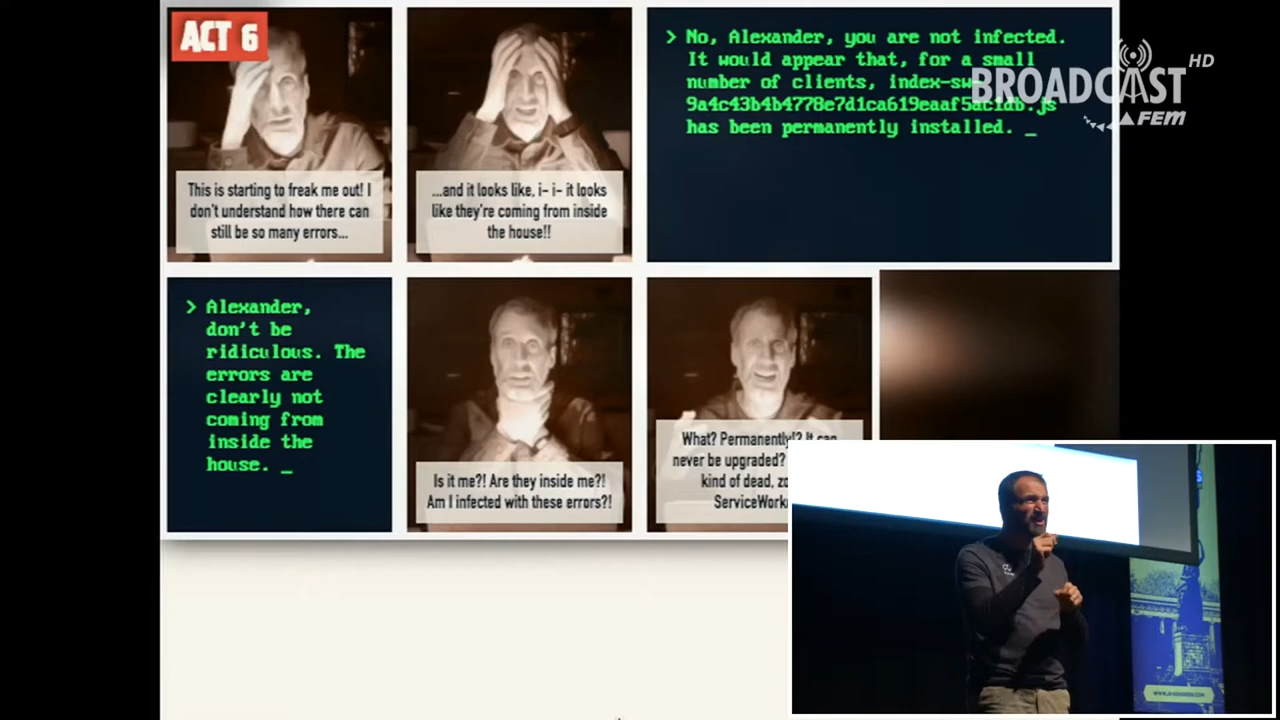 ACT 6
This is starting to freak me out! I
don't understand how there can
still be so many errors...
...and it looks like, i- i- it looks
like they're coming from inside
the house!!
> No, Alexander, you are not infected.
It would appear that, for a small
number of clients,
has been permanently installed. _
BROADCAST HD
FEM
> Alexander,
don't be
ridiculous. The
errors are
clearly not
coming from
inside the
house. _
Is it me?! Are they inside me?!
Am I infected with these errors?!
What? Permanently!? It can
never be upgraded?
kind of dead,